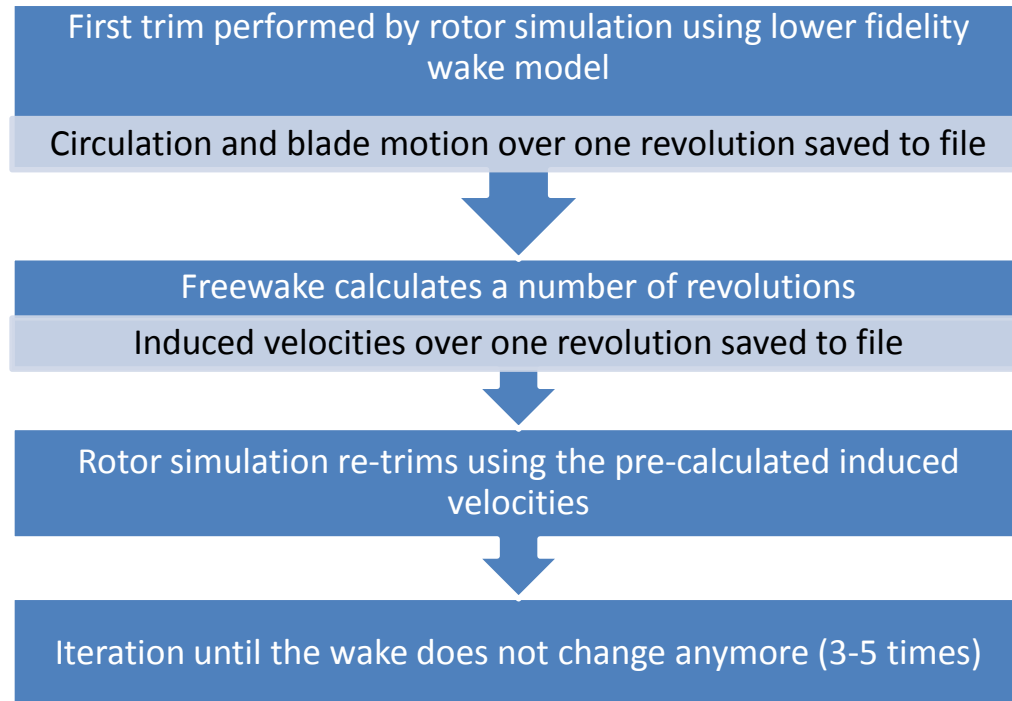 First trim performed by rotor simulation using lower fidelity
wake model
Circulation and blade motion over one revolution saved to file
Freewake calculates a number of revolutions
Induced velocities over one revolution saved to file
Rotor simulation re-trims using the pre-calculated induced
velocities
Iteration until the wake does not change anymore (3-5 times)